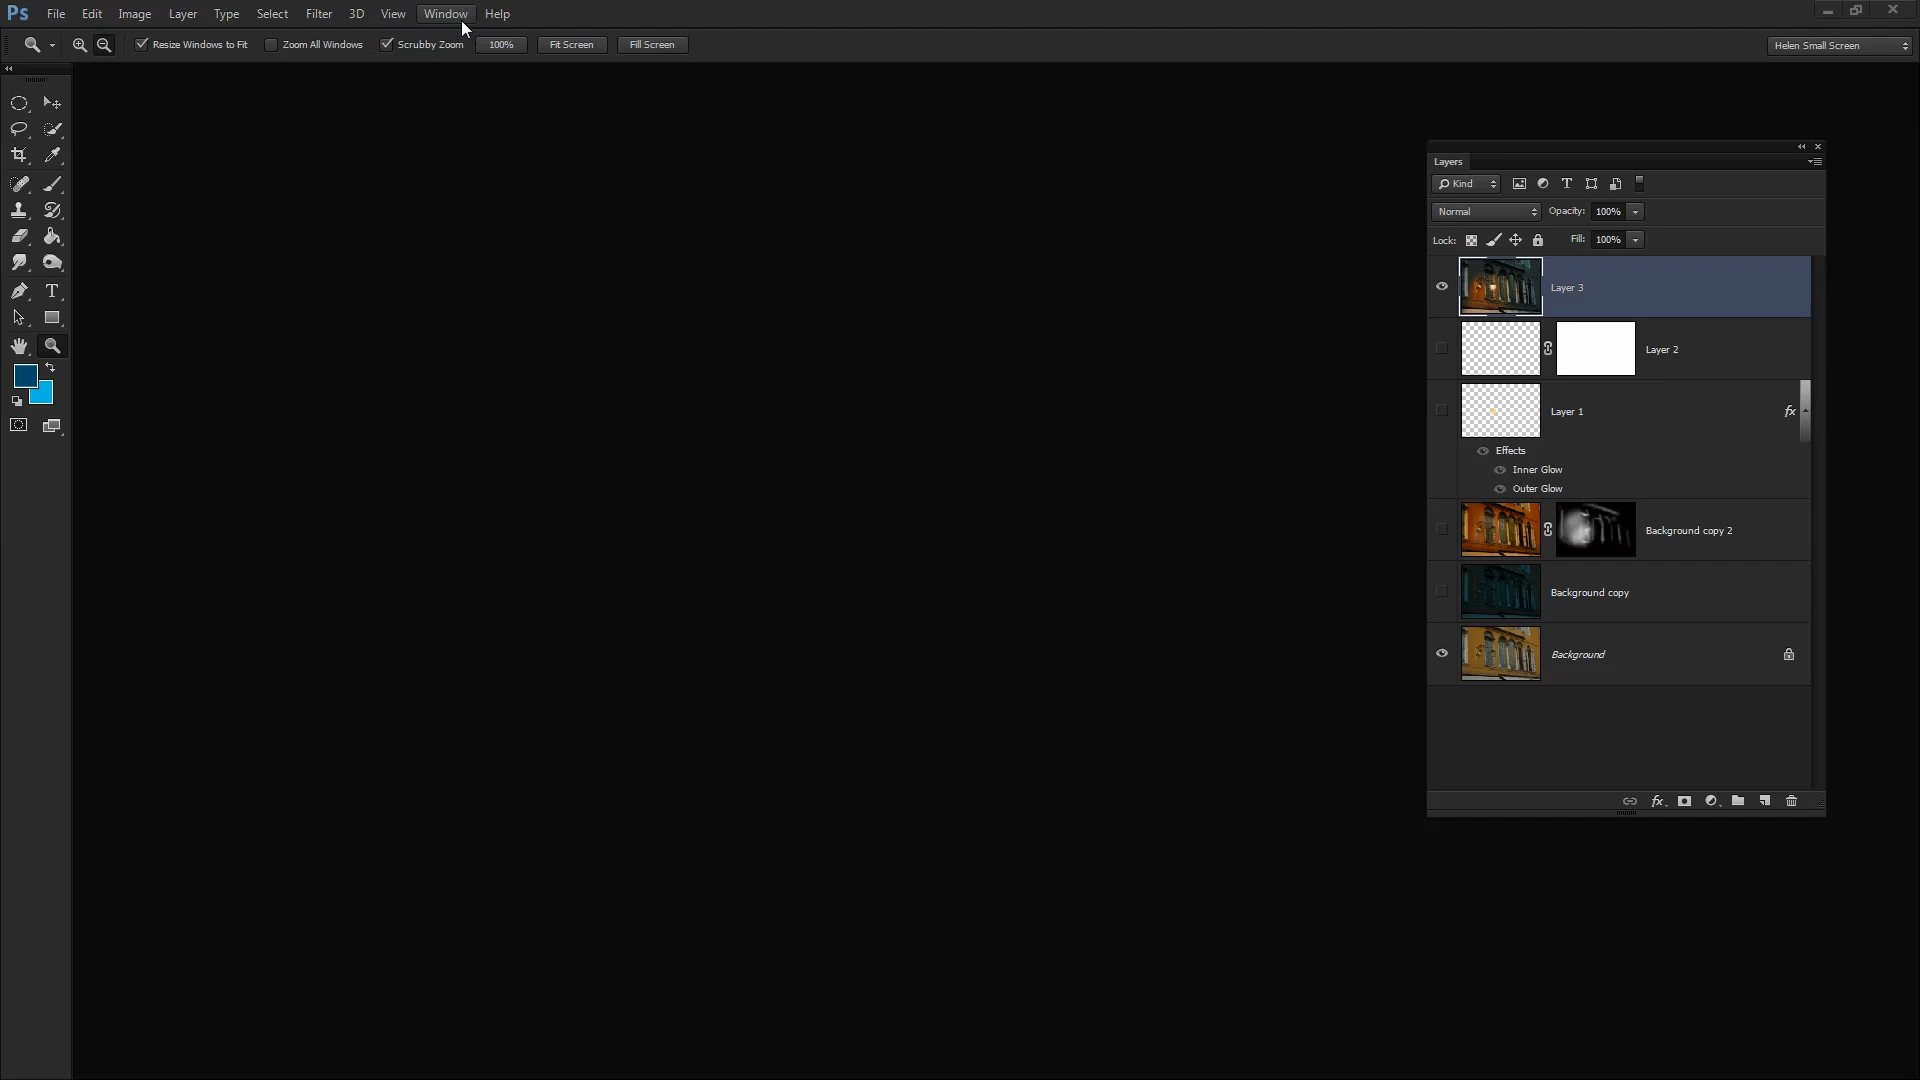 Ps File Edit Image Layer Type Select Filter 3D View Window Help
Resize Windows to Fit Zoom All Windows Scrubby Zoom 100% Fit Screen Fill Screen Helen Small Screen
Layers
Kind T
Normal Opacity: 100%
Lock: Fill: 100%
Layer 3
Layer 2
Layer 1 fx
Effects
Inner Glow
Outer Glow
Background copy 2
Background copy
Background
fx
T